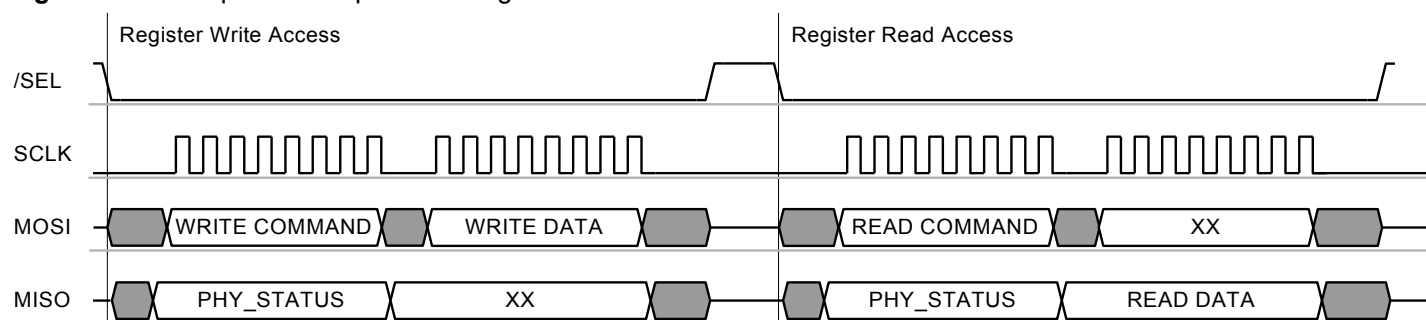 Register Write Access Register Read Access
/SEL
SCLK
MOSI WRITE COMMAND WRITE DATA READ COMMAND XX
MISO PHY_STATUS XX PHY_STATUS READ DATA